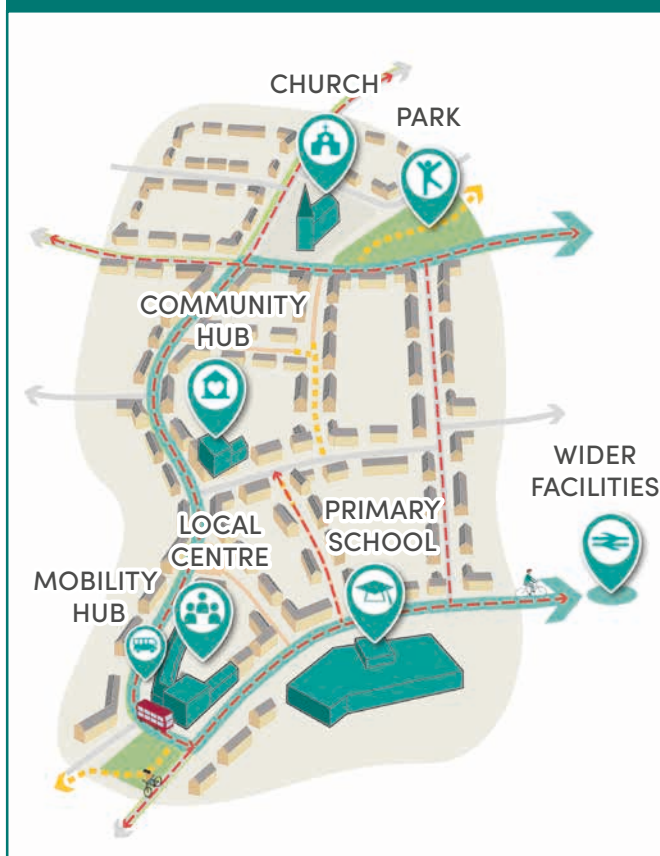 CHURCH
PARK
COMMUNITY
HUB
WIDER
FACILITIES
PRIMARY
SCHOOL
LOCAL
CENTRE
MOBILITY
HUB